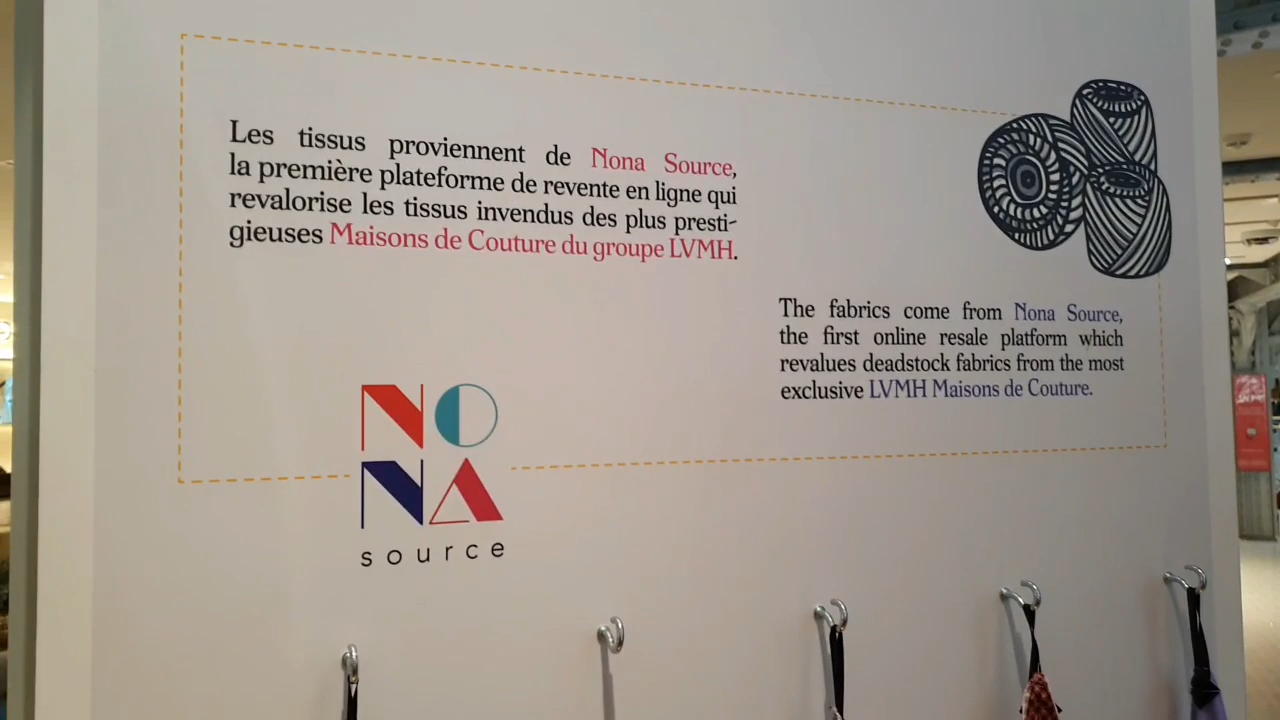 Les tissus proviennent de Nona Source,
la première plateforme de revente en ligne qui
revalorise les tissus invendus des plus presti-
gieuses Maisons de Couture du groupe LVMH.
The fabrics come from Nona Source,
the first online resale platform which
revalues deadstock fabrics from the most
exclusive LVMH Maisons de Couture.
NO
NA
source